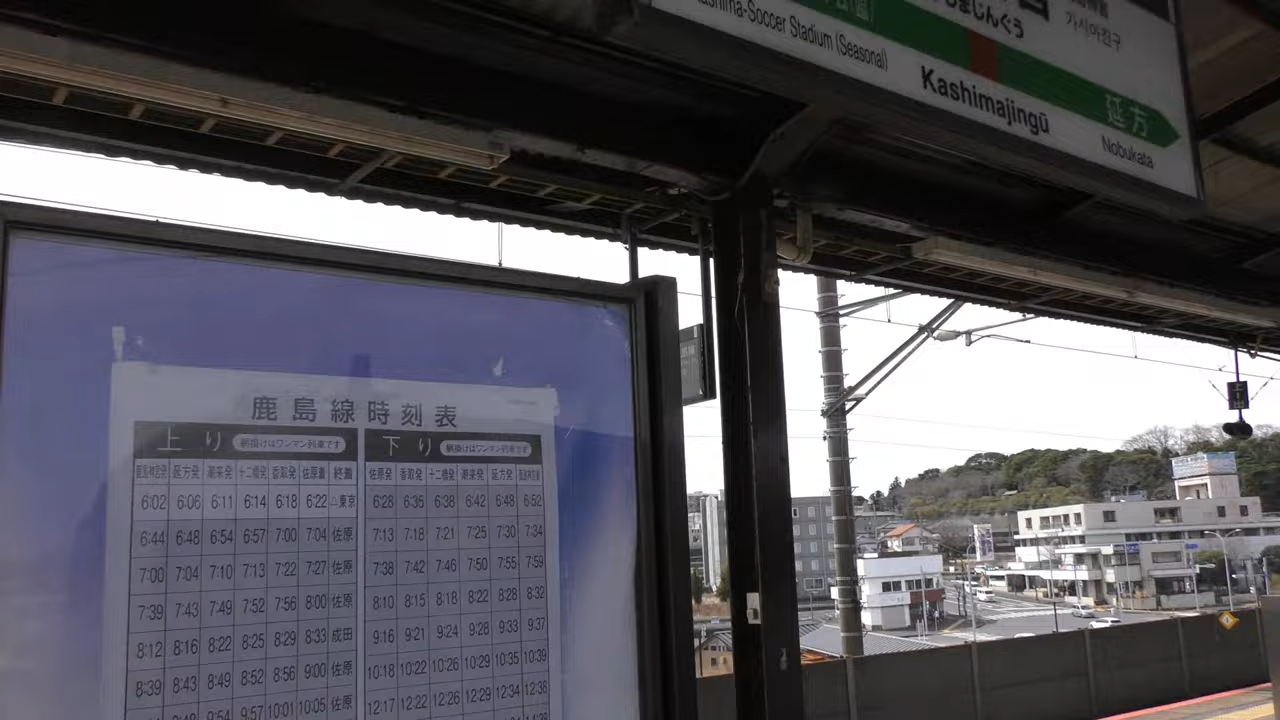 Kashima-Soccer Stadium (Seasonal)
Kashimajingū
가시마진구
延方
Nobukata
鹿島線時刻表
上り 網掛けはワンマン列車です 下り 網掛けはワンマン列車です
鹿島神宮発 延方発 潮来発 十二橋発 香取発 佐原着 終着 佐原発 香取発 十二橋発 潮来発 延方発 鹿島神宮着
6:02 6:06 6:11 6:14 6:18 6:22 △東京 6:28 6:35 6:38 6:42 6:48 6:52
6:44 6:48 6:54 6:57 7:00 7:04 佐原 7:13 7:18 7:21 7:25 7:30 7:34
7:00 7:04 7:10 7:13 7:22 7:27 佐原 7:38 7:42 7:46 7:50 7:55 7:59
7:39 7:43 7:49 7:52 7:56 8:00 佐原 8:10 8:15 8:18 8:22 8:28 8:32
8:12 8:16 8:22 8:25 8:29 8:33 成田 9:16 9:21 9:24 9:28 9:33 9:37
8:39 8:43 8:49 8:52 8:56 9:00 佐原 10:18 10:22 10:26 10:29 10:35 10:39
9:54 9:57 10:01 10:05 佐原 12:17 12:22 12:26 12:29 12:34 12:38